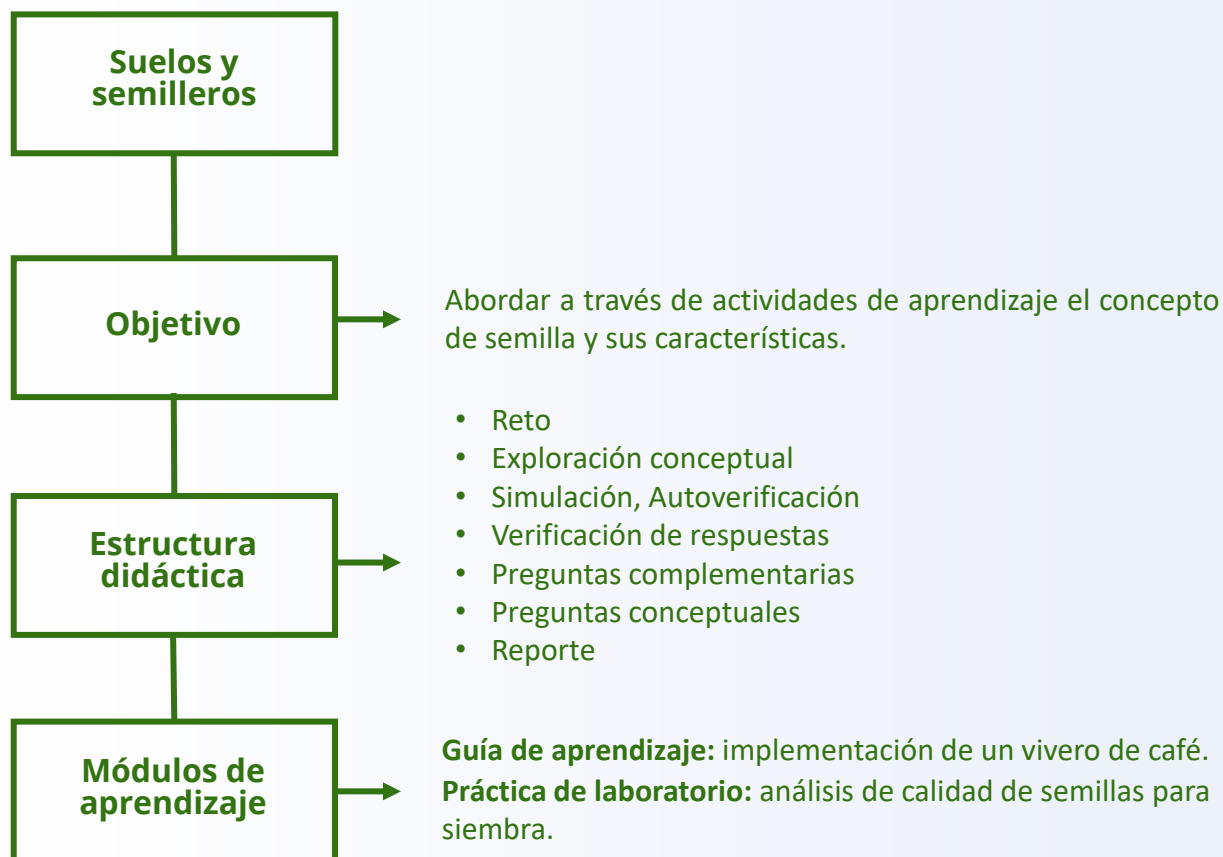 Suelos y
semilleros
Objetivo
Abordar a través de actividades de aprendizaje el concepto
de semilla y sus características.
Estructura
didáctica
• Reto
• Exploración conceptual
• Simulación, Autoverificación
• Verificación de respuestas
• Preguntas complementarias
• Preguntas conceptuales
• Reporte
Módulos de
aprendizaje
Guía de aprendizaje: implementación de un vivero de café.
Práctica de laboratorio: análisis de calidad de semillas para
siembra.